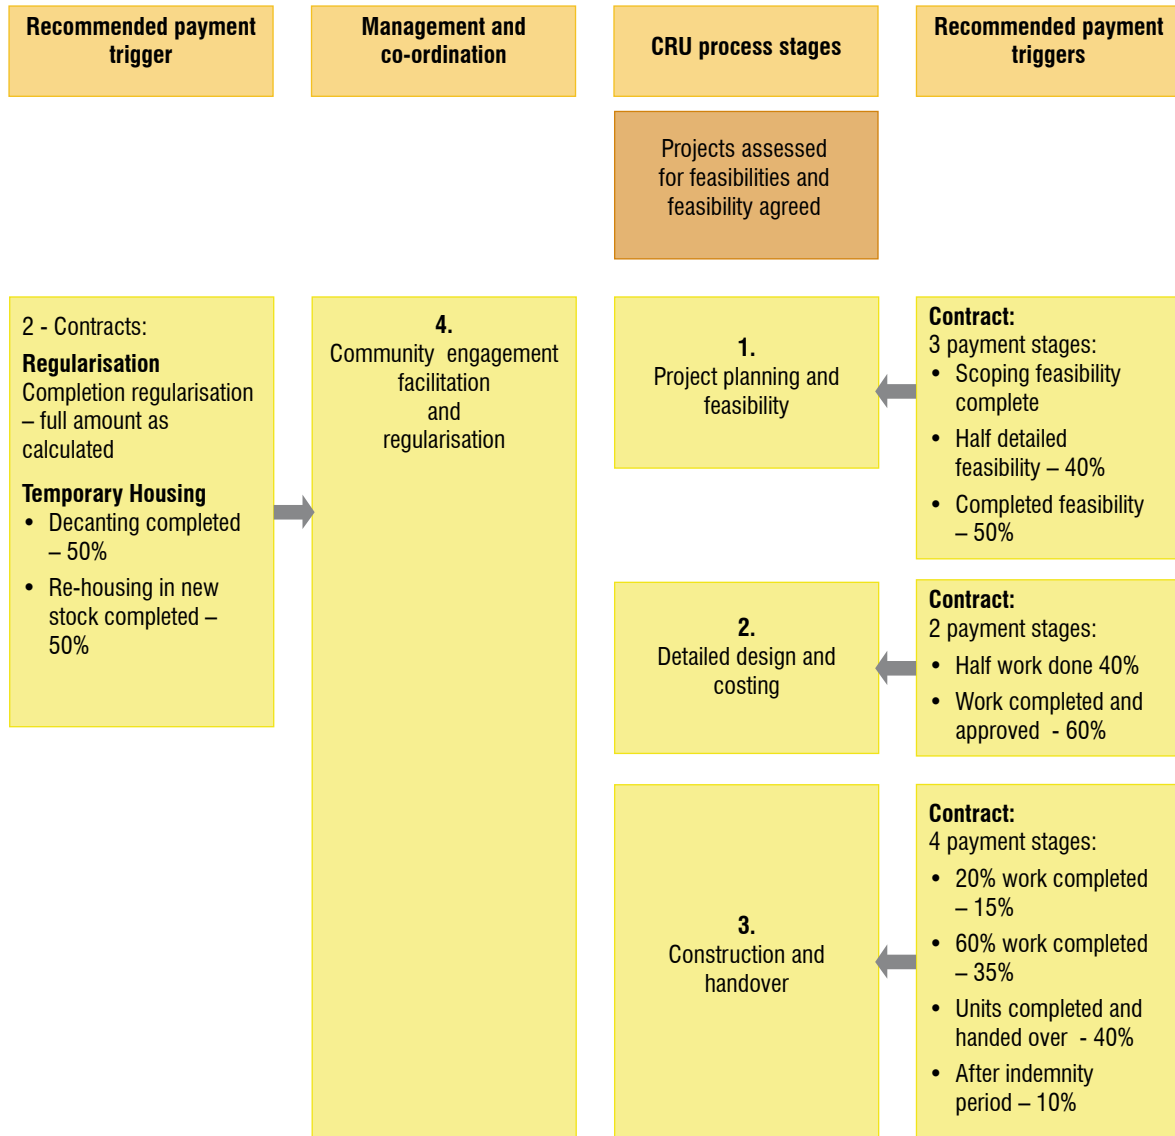 Recommended payment
trigger
Management and
co-ordination
CRU process stages
Recommended payment
triggers
Projects assessed
for feasibilities and
feasibility agreed
2 - Contracts:
Regularisation
Completion regularisation
– full amount as
calculated
Temporary Housing
• Decanting completed
– 50%
• Re-housing in new
stock completed –
50%
4.
Community engagement
facilitation
and
regularisation
1.
Project planning and
feasibility
Contract:
3 payment stages:
• Scoping feasibility
complete
• Half detailed
feasibility – 40%
• Completed feasibility
– 50%
2.
Detailed design and
costing
Contract:
2 payment stages:
• Half work done 40%
• Work completed and
approved - 60%
3.
Construction and
handover
Contract:
4 payment stages:
• 20% work completed
– 15%
• 60% work completed
– 35%
• Units completed and
handed over - 40%
• After indemnity
period – 10%